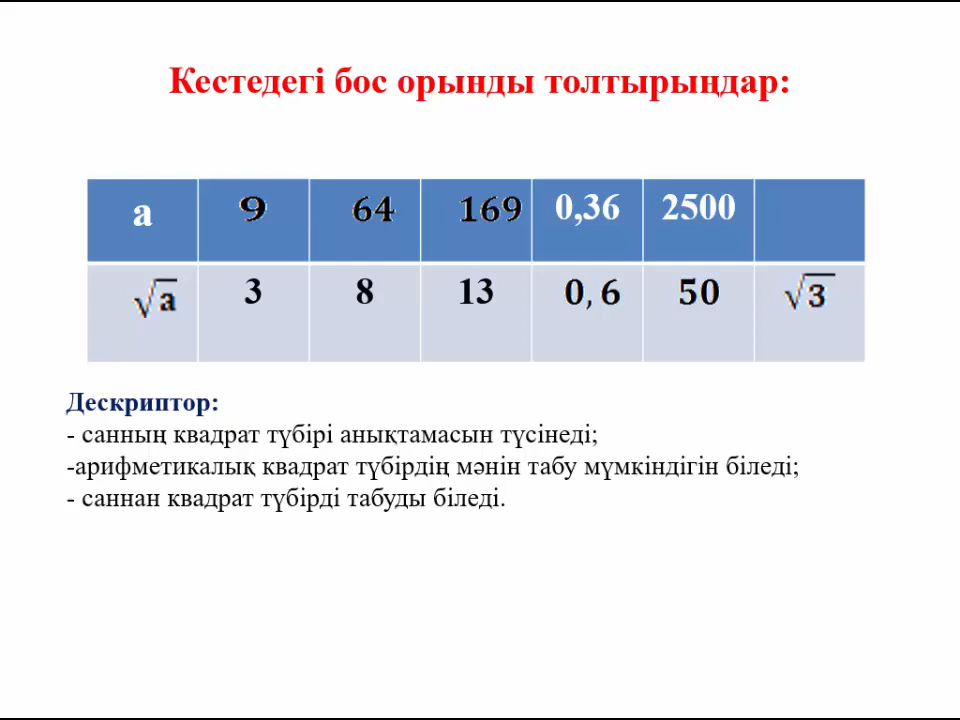 Кестедегі бос орынды толтырыңдар:
а 9 64 169 0,36 2500
√a 3 8 13 0,6 50 √3
Дескриптор:
- санның квадрат түбірі анықтамасын түсінеді;
-арифметикалық квадрат түбірдің мәнін табу мүмкіндігін біледі;
- саннан квадрат түбірді табуды біледі.